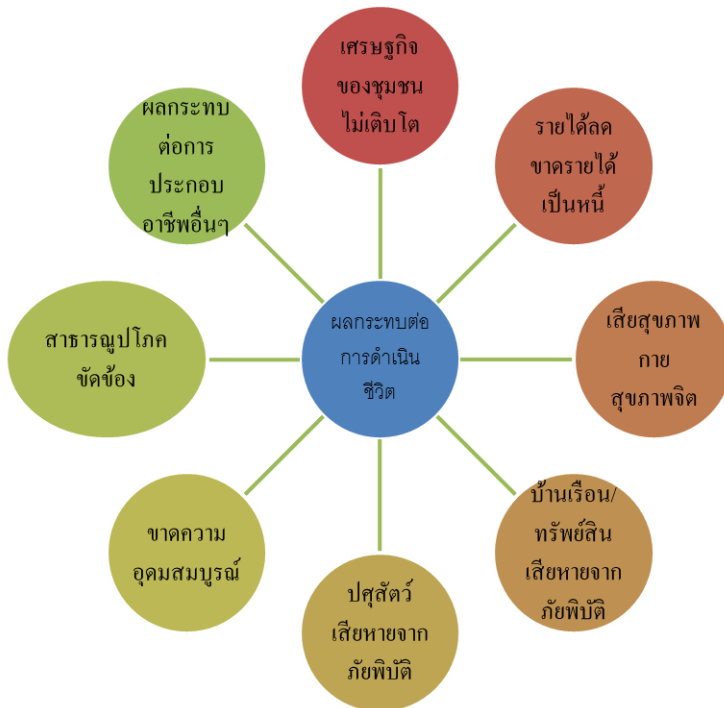 เศรษฐกิจ
ของชุมชน
ไม่เติบโต
รายได้ลด
ขาดรายได้
เป็นหนี้
เสียสุขภาพ
กาย
สุขภาพจิต
บ้านเรือน/
ทรัพย์สิน
เสียหายจาก
ภัยพิบัติ
ปศุสัตว์
เสียหายจาก
ภัยพิบัติ
ขาดความ
อุดมสมบูรณ์
สาธารณูปโภค
ขัดข้อง
ผลกระทบ
ต่อการ
ประกอบ
อาชีพอื่นๆ
ผลกระทบต่อ
การดำเนิน
ชีวิต